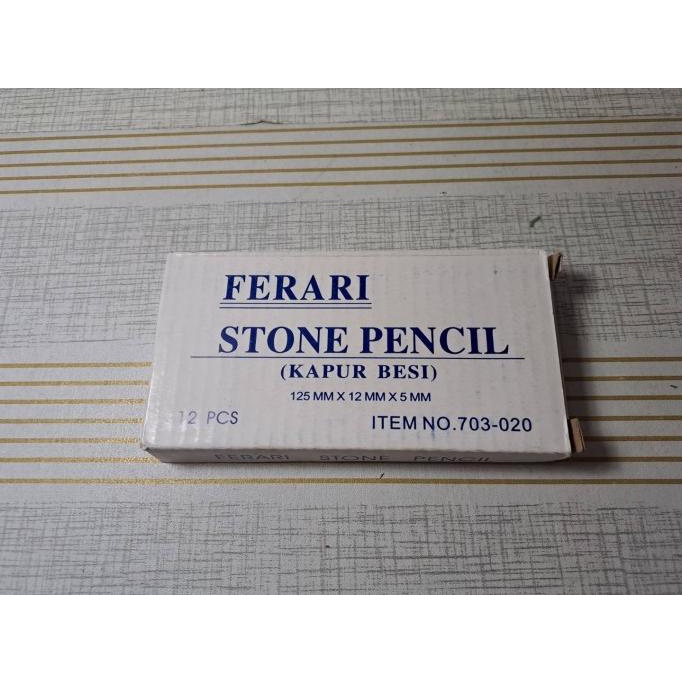 FERARI
STONE PENCIL
(KAPUR BESI)
125 MM X 12 MM X 5 MM
12 PCS
ITEM NO.703-020
FERARI STONE PENCIL